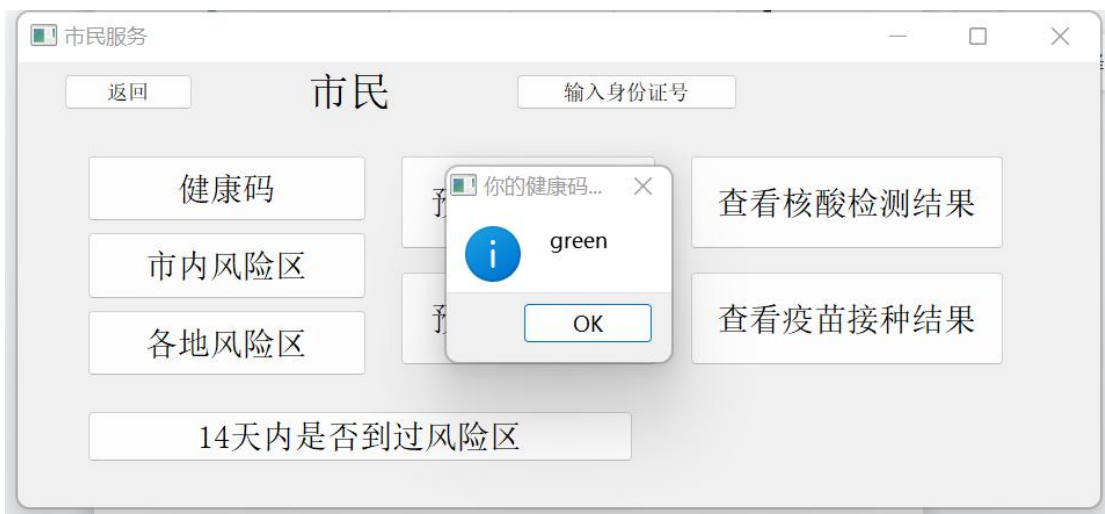 市民服务
返回
市民
输入身份证号
健康码
预
查看核酸检测结果
你的健康码...
green
OK
市内风险区
各地风险区
预
查看疫苗接种结果
14天内是否到过风险区